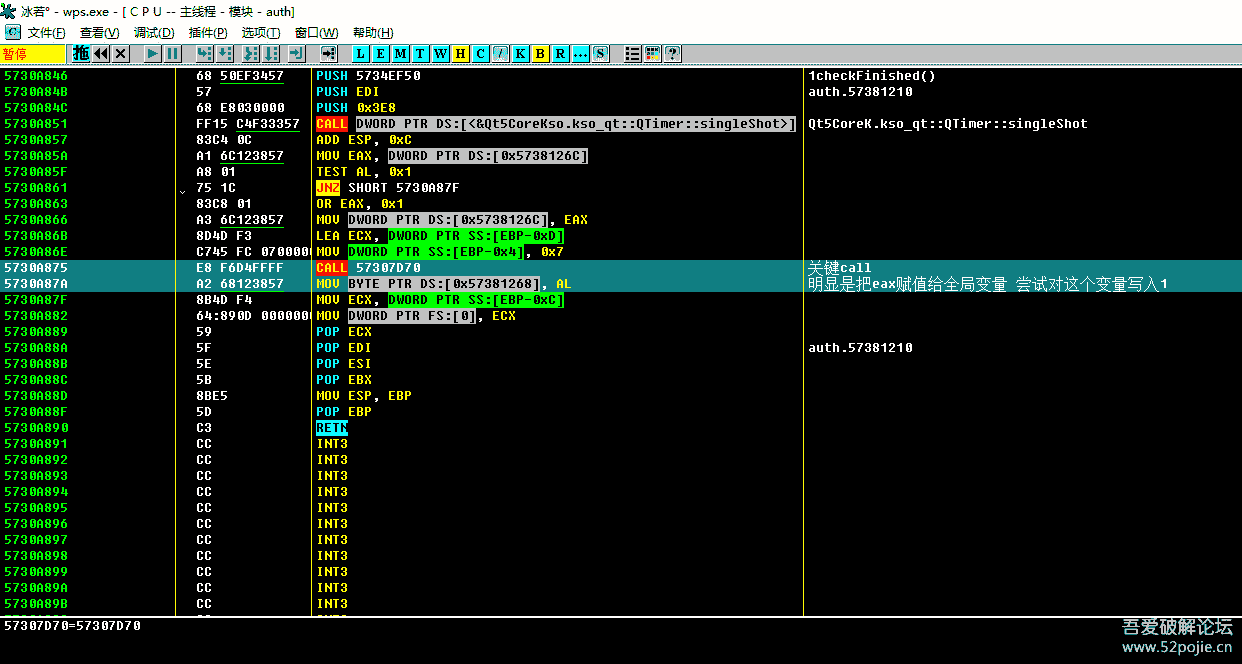 冰若° - wps.exe - [ C P U -- 主线程 - 模块 - auth]
文件(F) 查看(V) 调试(D) 插件(P) 选项(T) 窗口(W) 帮助(H)
暂停 拖 L E M T W H C / K B R ... S ?
5730A846 68 50EF3457 PUSH 5734EF50 1checkFinished()
5730A84B 57 PUSH EDI auth.57381210
5730A84C 68 E8030000 PUSH 0x3E8
5730A851 FF15 C4F33357 CALL DWORD PTR DS:[<&Qt5CoreKso.kso_qt::QTimer::singleShot>] Qt5CoreK.kso_qt::QTimer::singleShot
5730A857 83C4 0C ADD ESP, 0xC
5730A85A A1 6C123857 MOV EAX, DWORD PTR DS:[0x5738126C]
5730A85F A8 01 TEST AL, 0x1
5730A861 75 1C JNZ SHORT 5730A87F
5730A863 83C8 01 OR EAX, 0x1
5730A866 A3 6C123857 MOV DWORD PTR DS:[0x5738126C], EAX
5730A86B 8D4D F3 LEA ECX, DWORD PTR SS:[EBP-0xD]
5730A86E C745 FC 0700000 MOV DWORD PTR SS:[EBP-0x4], 0x7
5730A875 E8 F6D4FFFF CALL 57307D70 关键call
5730A87A A2 68123857 MOV BYTE PTR DS:[0x57381268], AL 明显是把eax赋值给全局变量 尝试对这个变量写入1
5730A87F 8B4D F4 MOV ECX, DWORD PTR SS:[EBP-0xC]
5730A882 64:890D 0000000 MOV DWORD PTR FS:[0], ECX
5730A889 59 POP ECX
5730A88A 5F POP EDI auth.57381210
5730A88B 5E POP ESI
5730A88C 5B POP EBX
5730A88D 8BE5 MOV ESP, EBP
5730A88F 5D POP EBP
5730A890 C3 RETN
5730A891 CC INT3
5730A892 CC INT3
5730A893 CC INT3
5730A894 CC INT3
5730A895 CC INT3
5730A896 CC INT3
5730A897 CC INT3
5730A898 CC INT3
5730A899 CC INT3
5730A89A CC INT3
5730A89B CC INT3
57307D70=57307D70
吾爱破解论坛
www.52pojie.cn